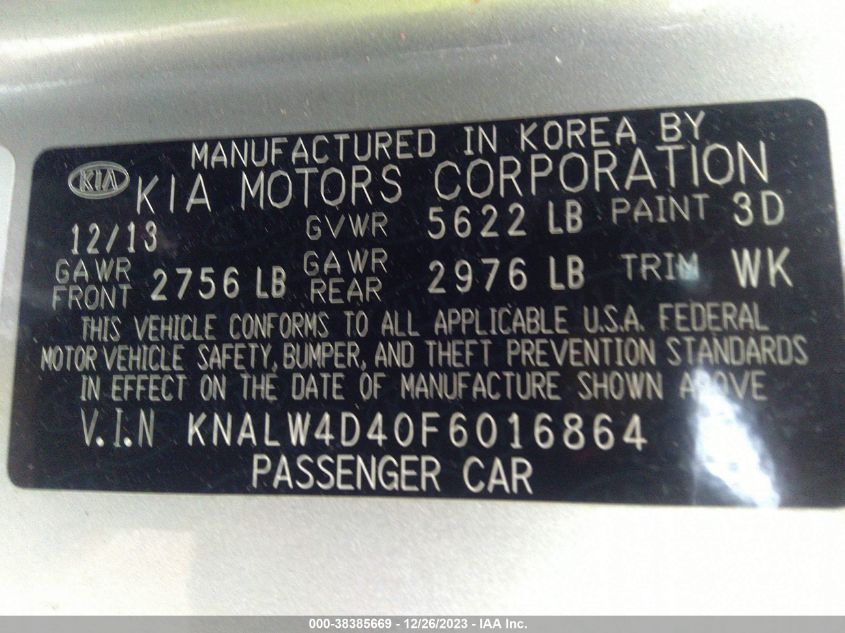 MANUFACTURED IN KOREA BY
KIA KIA MOTORS CORPORATION
12/13 GVWR 5622 LB PAINT 3D
GAWR FRONT 2756 LB GAWR REAR 2976 LB TRIM WK
THIS VEHICLE CONFORMS TO ALL APPLICABLE U.S.A. FEDERAL
MOTOR VEHICLE SAFETY, BUMPER, AND THEFT PREVENTION STANDARDS
IN EFFECT ON THE DATE OF MANUFACTURE SHOWN ABOVE
V.I.N KNALW4D40F6016864
PASSENGER CAR
000-38385669 - 12/26/2023 - IAA Inc.